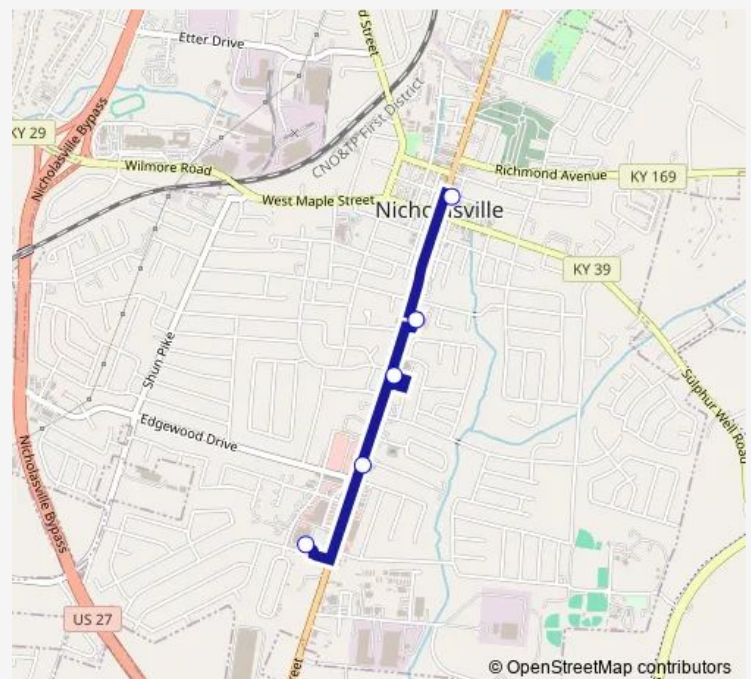 Etter Drive
d Street
KY 29
Nicholasville Bypass
CNO&TP First District
Wilmore Road
Richmond Avenue
KY 169
West Maple Street
Nicholasville
KY 39
Shun Pike
Sulphur Well Road
Edgewood Drive
Nicholasville Bypass
US 27
reet
© OpenStreetMap contributors